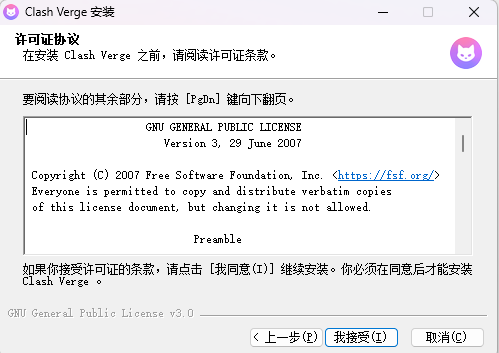 Clash Verge 安装
许可证协议
在安装 Clash Verge 之前，请阅读许可证条款。
要阅读协议的其余部分，请按 [PgDn] 键向下翻页。
GNU GENERAL PUBLIC LICENSE
Version 3, 29 June 2007
Copyright (C) 2007 Free Software Foundation, Inc. <https://fsf.org/>
Everyone is permitted to copy and distribute verbatim copies
of this license document, but changing it is not allowed.
Preamble
如果你接受许可证的条款，请点击 [我同意(I)] 继续安装。你必须在同意后才能安装
Clash Verge 。
GNU General Public License v3.0
< 上一步(P) 我接受(I) 取消(C)